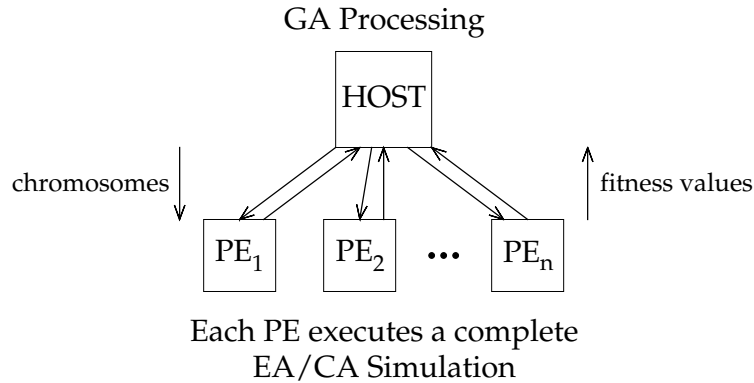 GA Processing
HOST
chromosomes
fitness values
PE1
PE2
•••
PEn
Each PE executes a complete
EA/CA Simulation